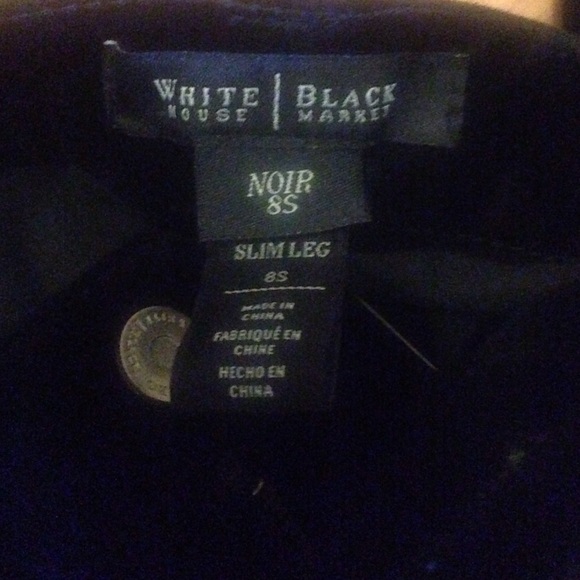 WHITE | BLACK
HOUSE | MARKET
NOIR
8S
SLIM LEG
8S
MADE IN
CHINA
FABRIQUÉ EN
CHINE
HECHO EN
CHINA